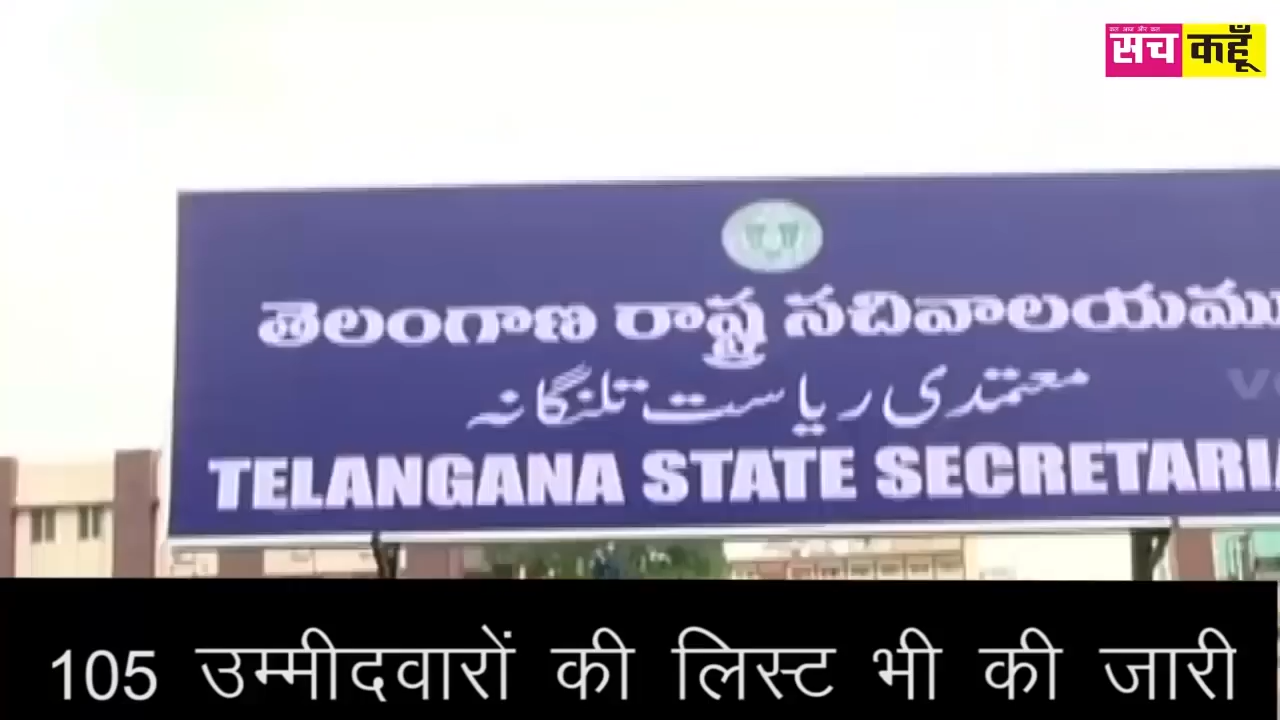 सच कहूँ
తెలంగాణ రాష్ట్ర సచివాలయము
معتمدی ریاست تلنگانہ
TELANGANA STATE SECRETARIA
105 उम्मीदवारों की लिस्ट भी की जारी